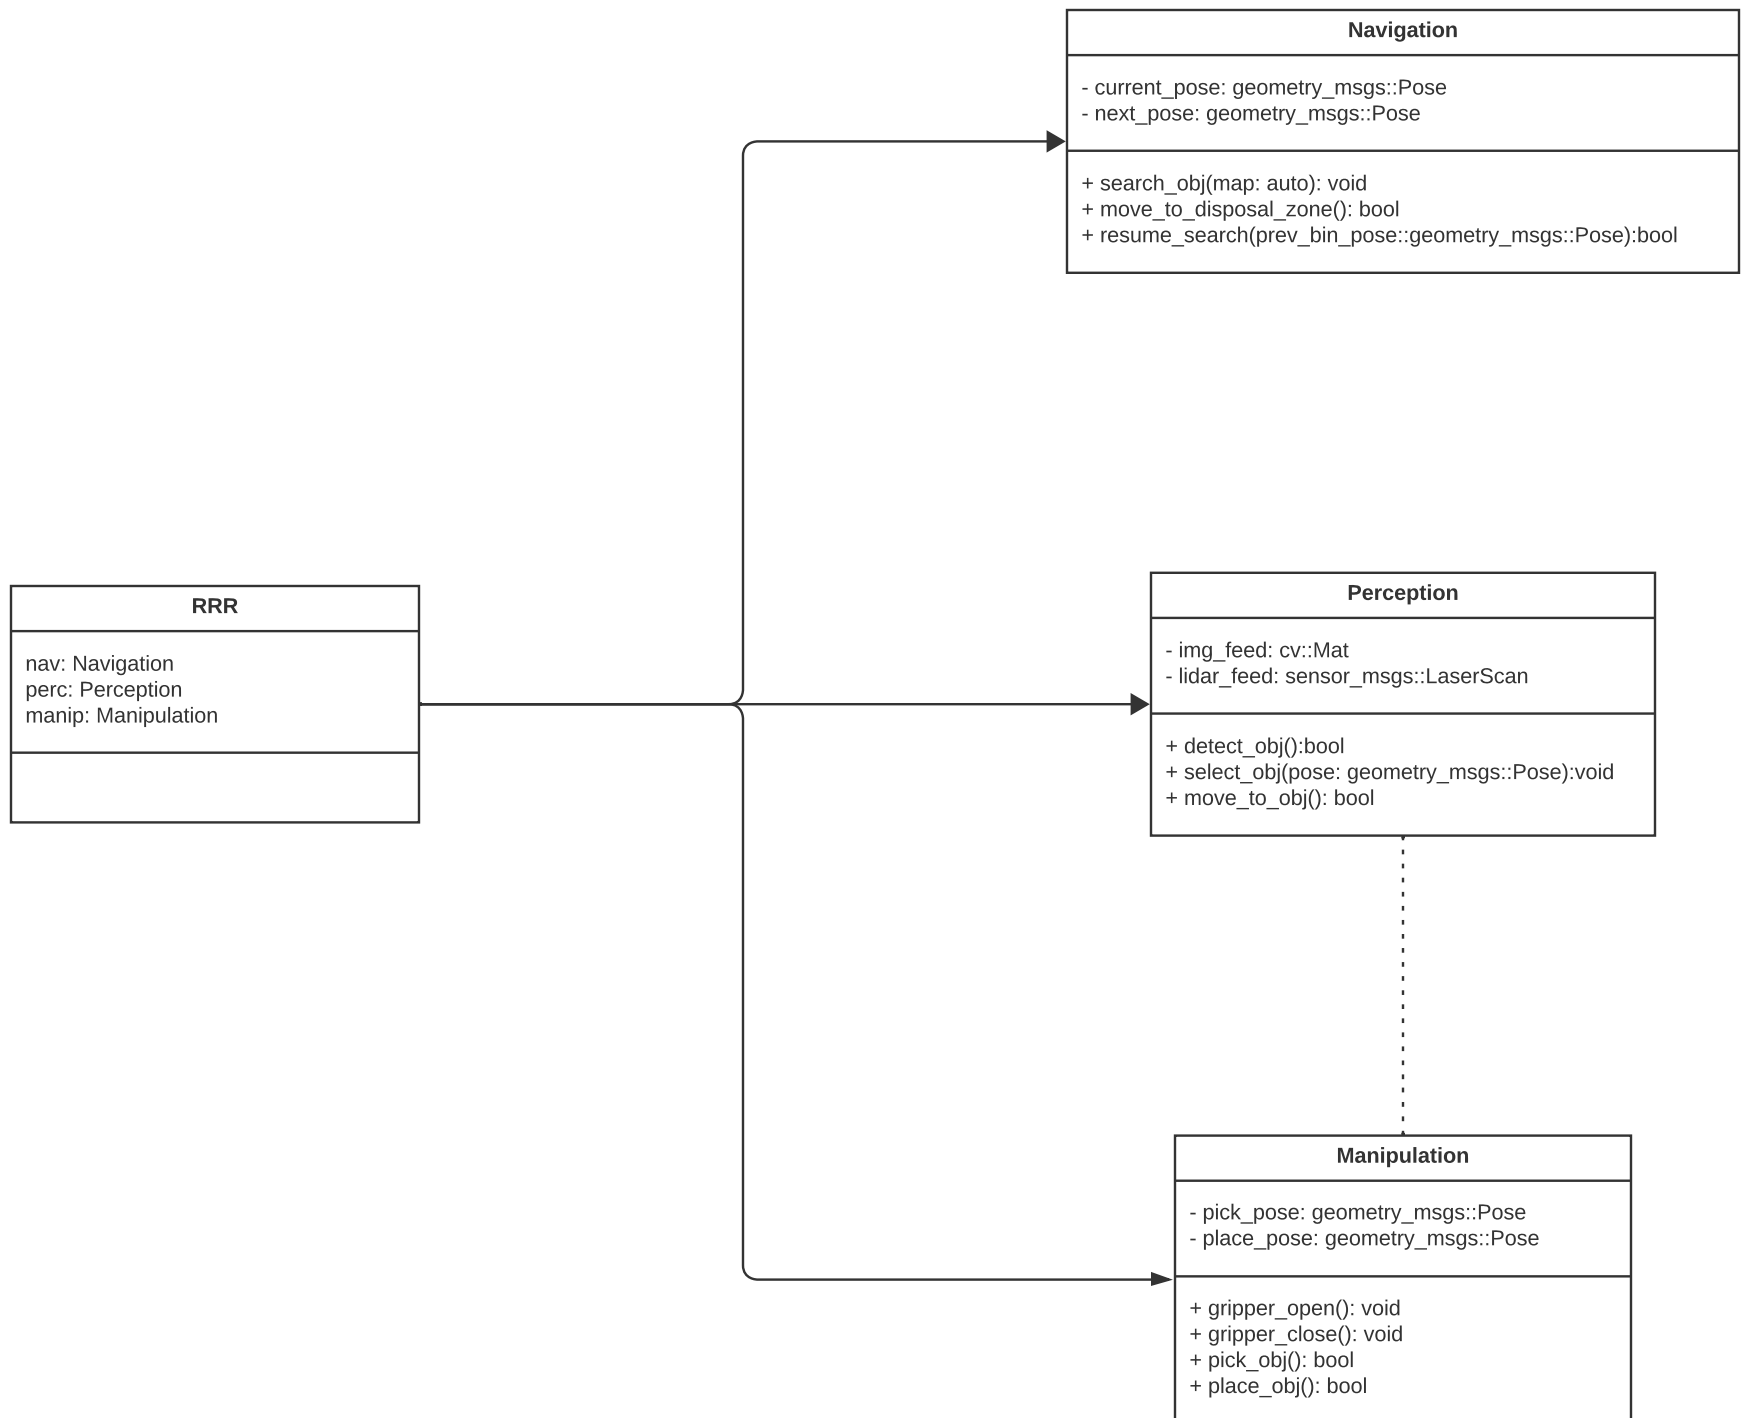 Navigation
- current_pose: geometry_msgs::Pose
- next_pose: geometry_msgs::Pose
+ search_obj(map: auto): void
+ move_to_disposal_zone(): bool
+ resume_search(prev_bin_pose::geometry_msgs::Pose):bool
RRR
nav: Navigation
perc: Perception
manip: Manipulation
Perception
- img_feed: cv::Mat
- lidar_feed: sensor_msgs::LaserScan
+ detect_obj():bool
+ select_obj(pose: geometry_msgs::Pose):void
+ move_to_obj(): bool
Manipulation
- pick_pose: geometry_msgs::Pose
- place_pose: geometry_msgs::Pose
+ gripper_open(): void
+ gripper_close(): void
+ pick_obj(): bool
+ place_obj(): bool